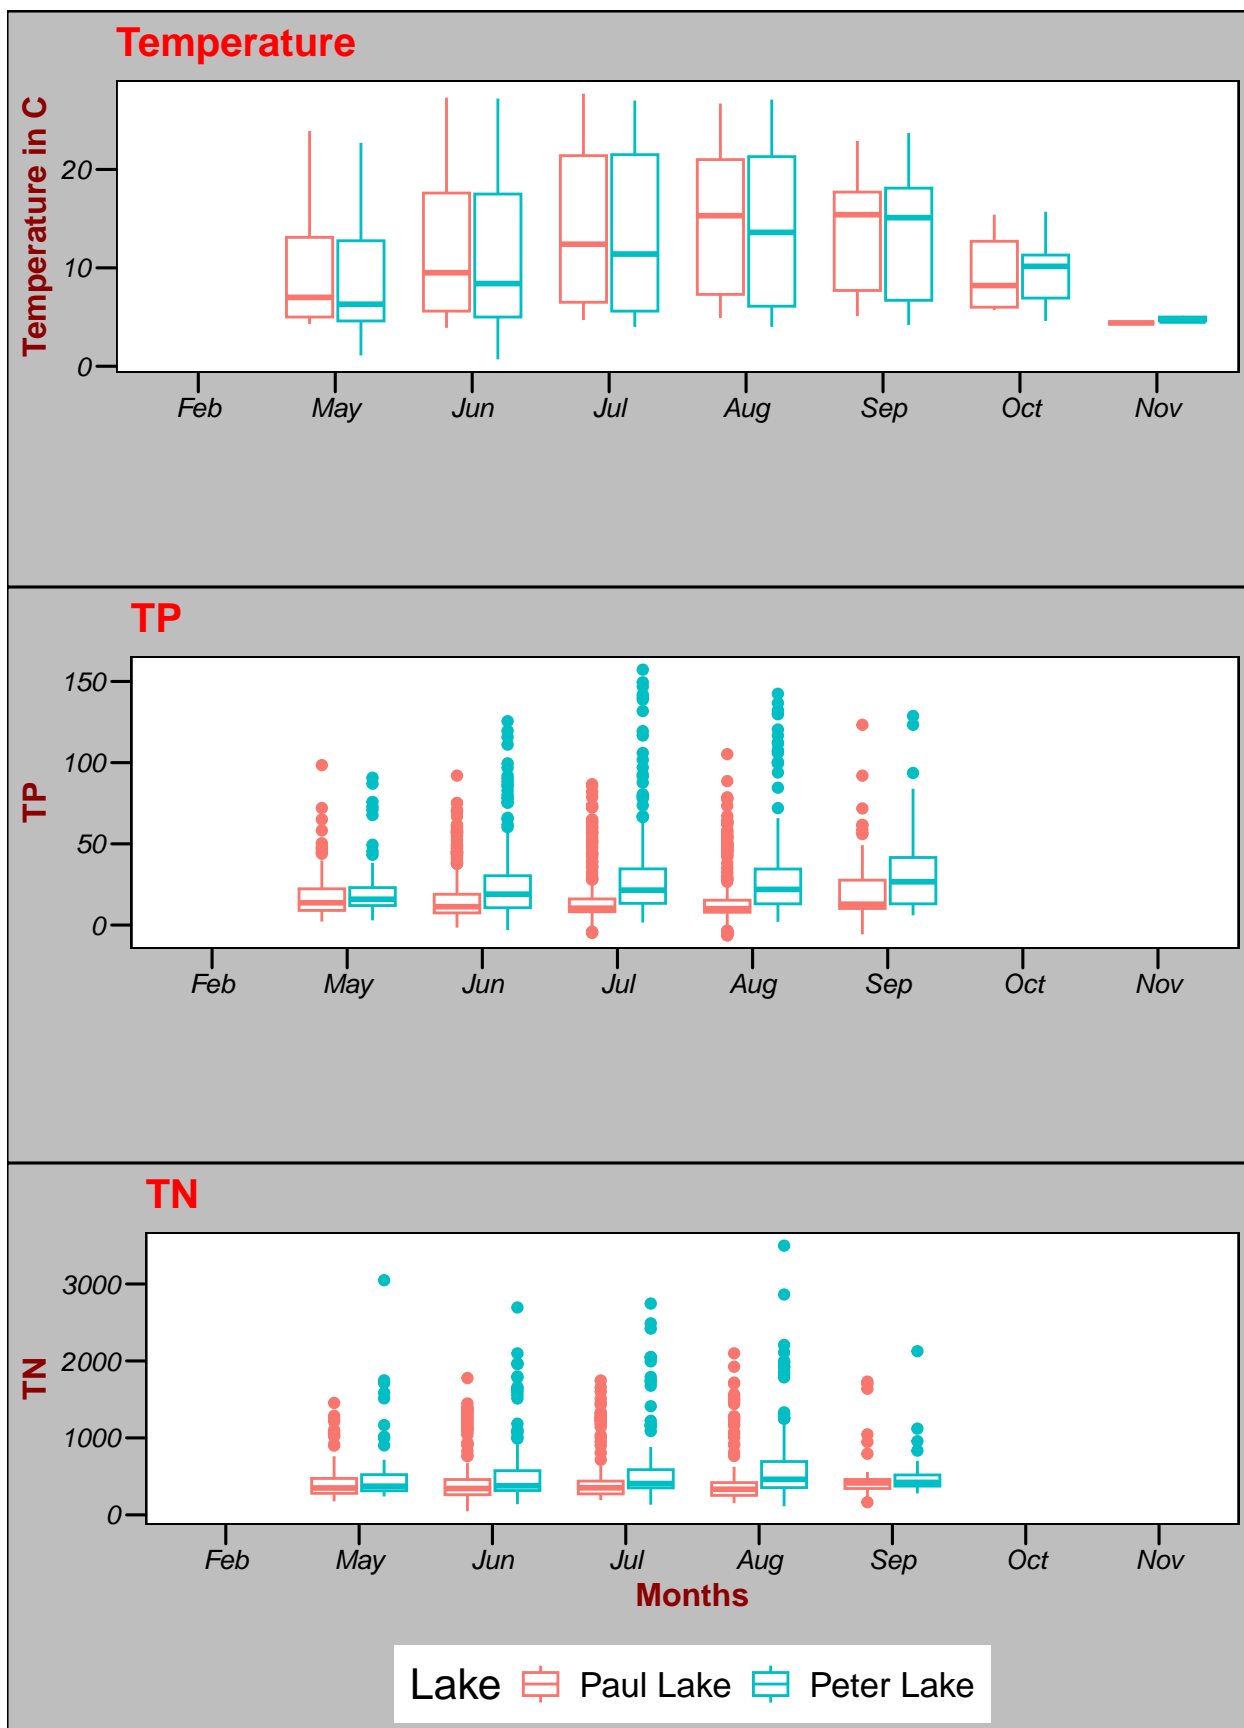 Temperature
Temperature in C
20
10
0
Feb May Jun Jul Aug Sep Oct Nov
TP
TP
150
100
50
0
Feb May Jun Jul Aug Sep Oct Nov
TN
TN
3000
2000
1000
0
Feb May Jun Jul Aug Sep Oct Nov
Months
Lake Paul Lake Peter Lake